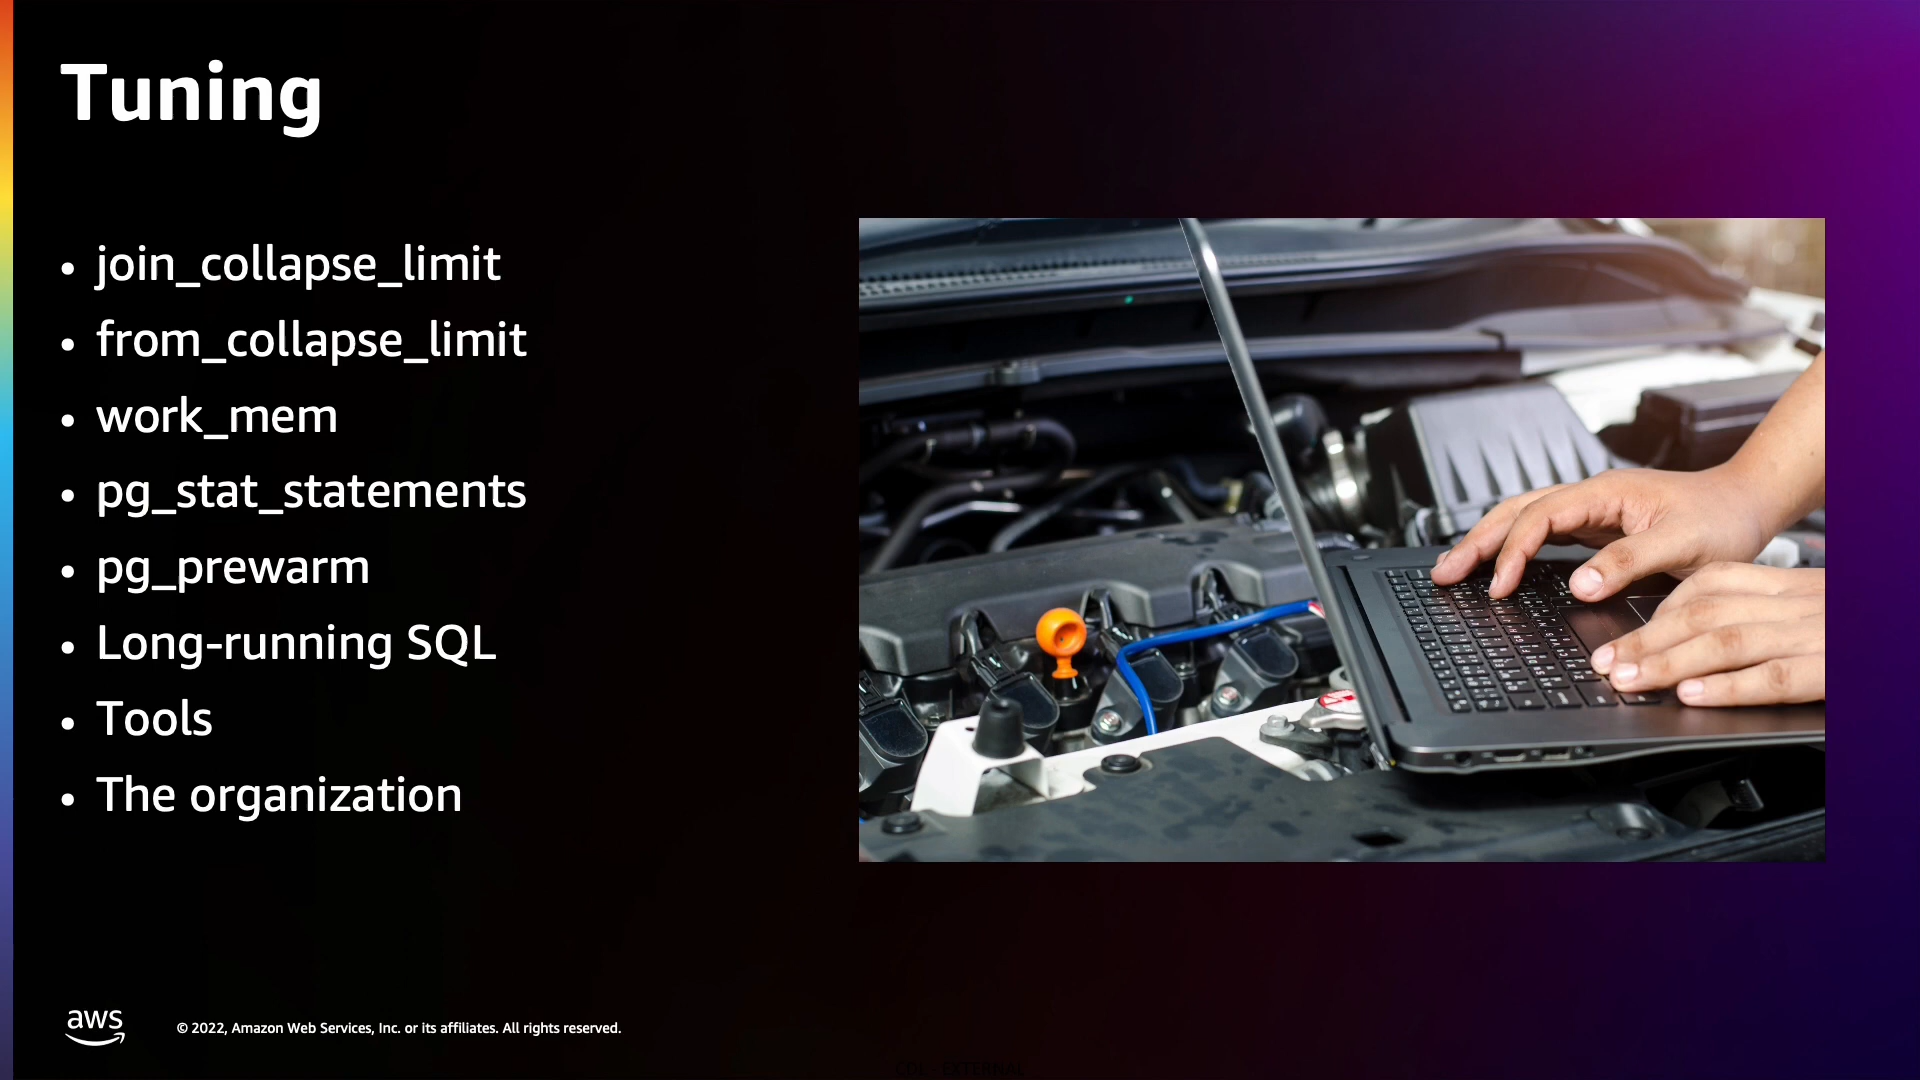 Tuning
• join_collapse_limit
• from_collapse_limit
• work_mem
• pg_stat_statements
• pg_prewarm
• Long-running SQL
• Tools
• The organization
aws
© 2022, Amazon Web Services, Inc. or its affiliates. All rights reserved.
EXTERNAL